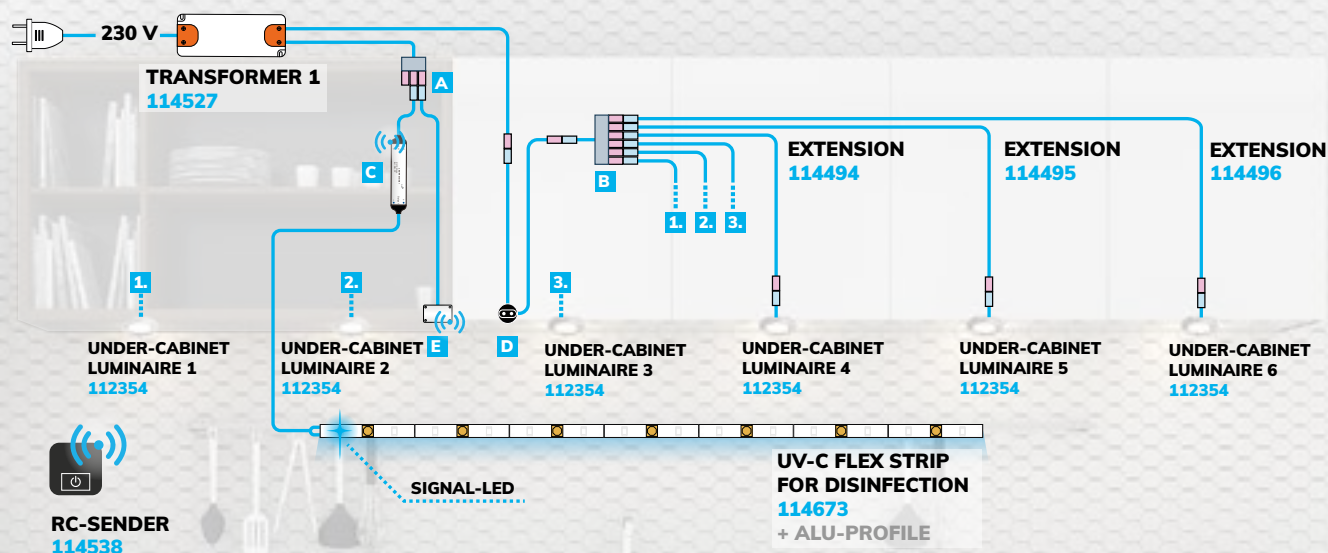 230 V
TRANSFORMER 1
114527
A
C
B
EXTENSION
114494
EXTENSION
114495
EXTENSION
114496
1.
2.
3.
1.
2.
3.
E
D
UNDER-CABINET
LUMINAIRE 1
112354
UNDER-CABINET
LUMINAIRE 2
112354
UNDER-CABINET
LUMINAIRE 3
112354
UNDER-CABINET
LUMINAIRE 4
112354
UNDER-CABINET
LUMINAIRE 5
112354
UNDER-CABINET
LUMINAIRE 6
112354
SIGNAL-LED
UV-C FLEX STRIP
FOR DISINFECTION
114673
+ ALU-PROFILE
RC-SENDER
114538